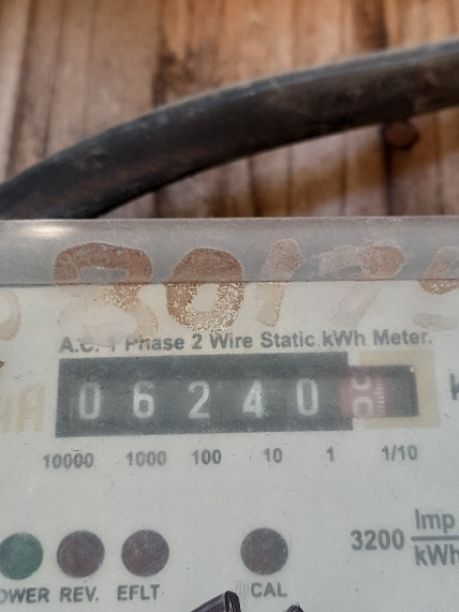 80175
A.C. 1 Phase 2 Wire Static kWh Meter.
0 6 2 4 0
10000 1000 100 10 1 1/10
3200 Imp
kWh
OWER REV. EFLT CAL